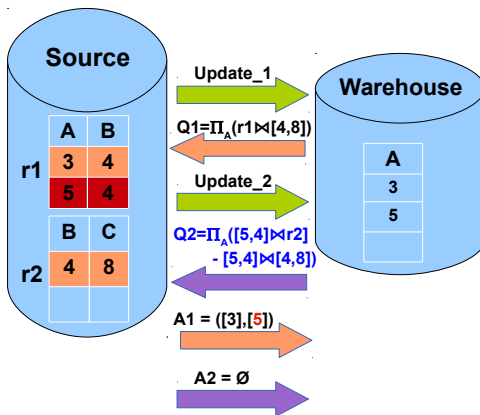 Source
A B
r1
3 4
5 4
B C
r2
4 8
Update_1
Q1=Π_A(r1⋈[4,8])
Update_2
Q2=Π_A([5,4]⋈r2]
- [5,4]⋈[4,8])
A1 = ([3],[5])
A2 = Ø
Warehouse
A
3
5